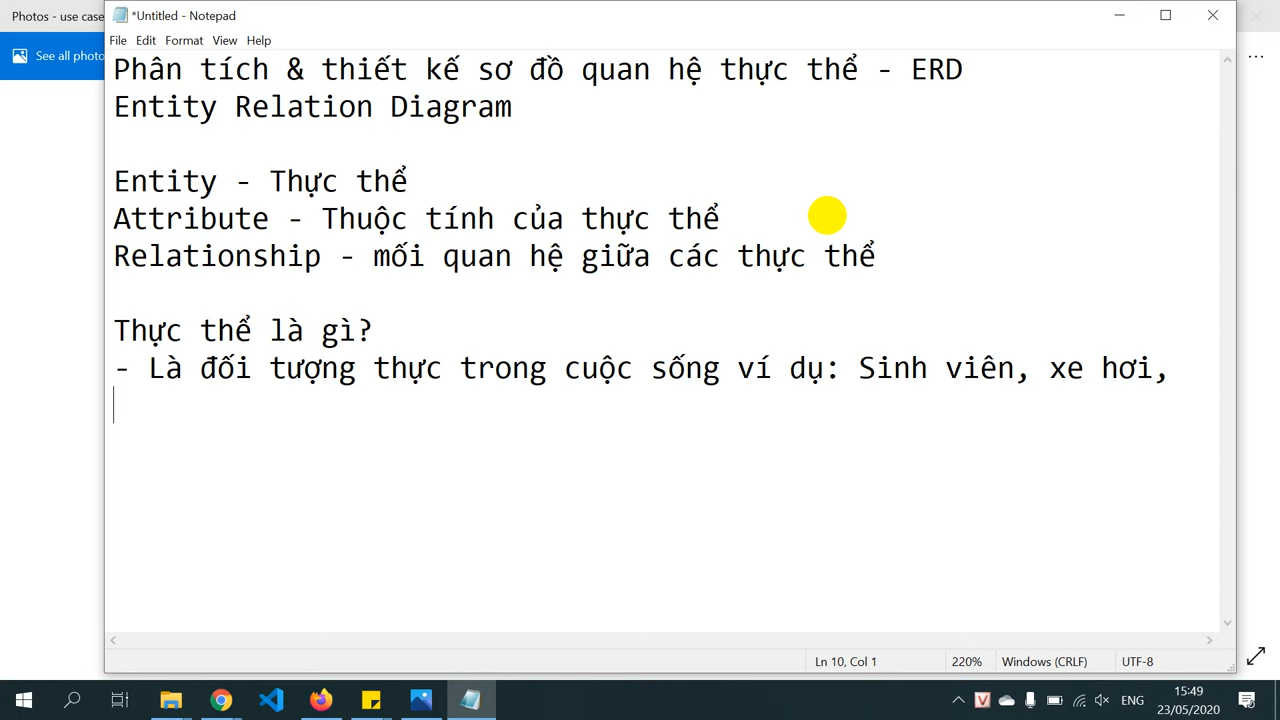 Photos - use case
*Untitled - Notepad
See all photo
File Edit Format View Help
Phân tích & thiết kế sơ đồ quan hệ thực thể - ERD
Entity Relation Diagram
Entity - Thực thể
Attribute - Thuộc tính của thực thể
Relationship - mối quan hệ giữa các thực thể
Thực thể là gì?
- Là đối tượng thực trong cuộc sống ví dụ: Sinh viên, xe hơi,
Ln 10, Col 1 220% Windows (CRLF) UTF-8
V ENG 15:49
23/05/2020